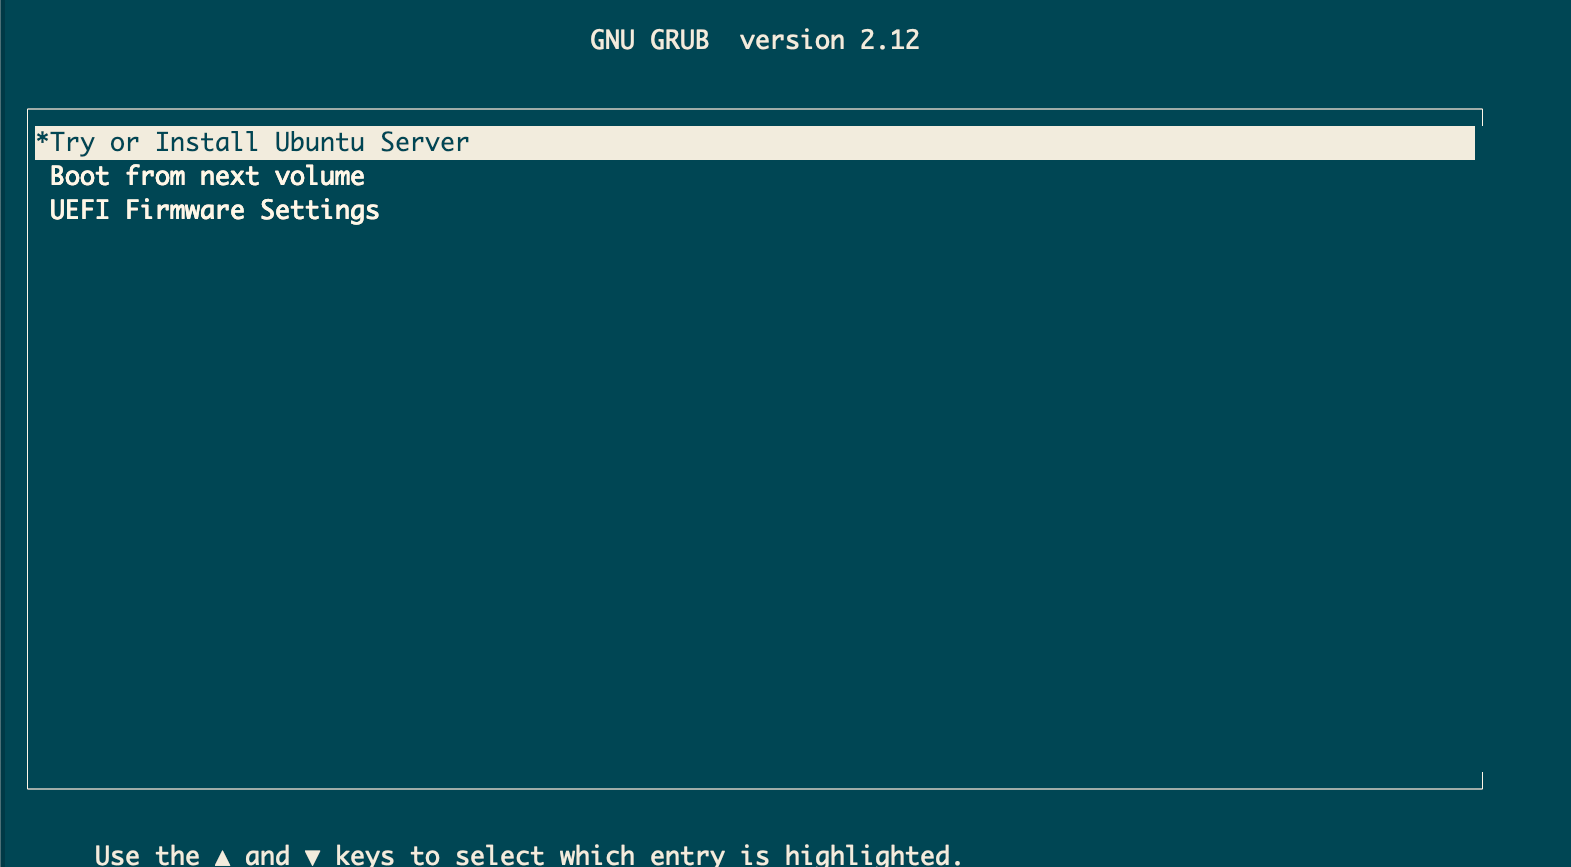 GNU GRUB  version 2.12
*Try or Install Ubuntu Server
Boot from next volume
UEFI Firmware Settings
Use the ▲ and ▼ keys to select which entry is highlighted.